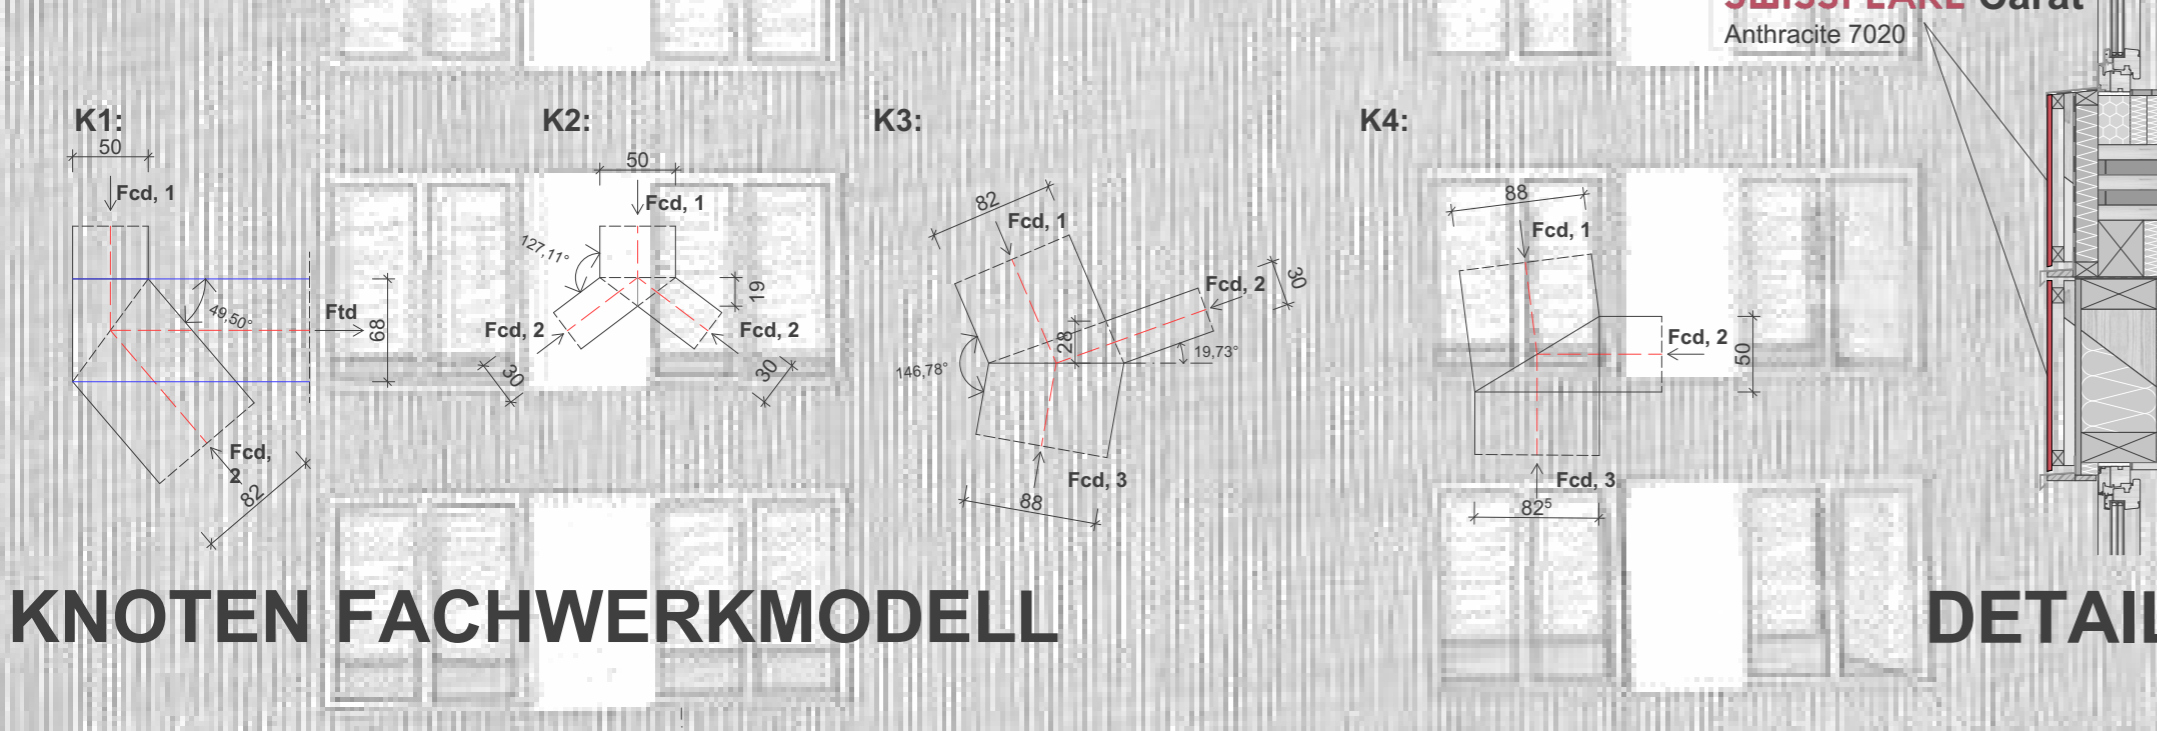 Carat
Anthracite 7020
K1:
K2:
K3:
K4:
50
Fcd, 1
49,50°
Ftd
68
Fcd,
2
82
50
Fcd, 1
127,11°
19
Fcd, 2
Fcd, 2
30
30
82
Fcd, 1
Fcd, 2
30
28
19,73°
146,78°
Fcd, 3
88
88
Fcd, 1
Fcd, 2
50
Fcd, 3
82⁵
KNOTEN FACHWERKMODELL
DETAIL